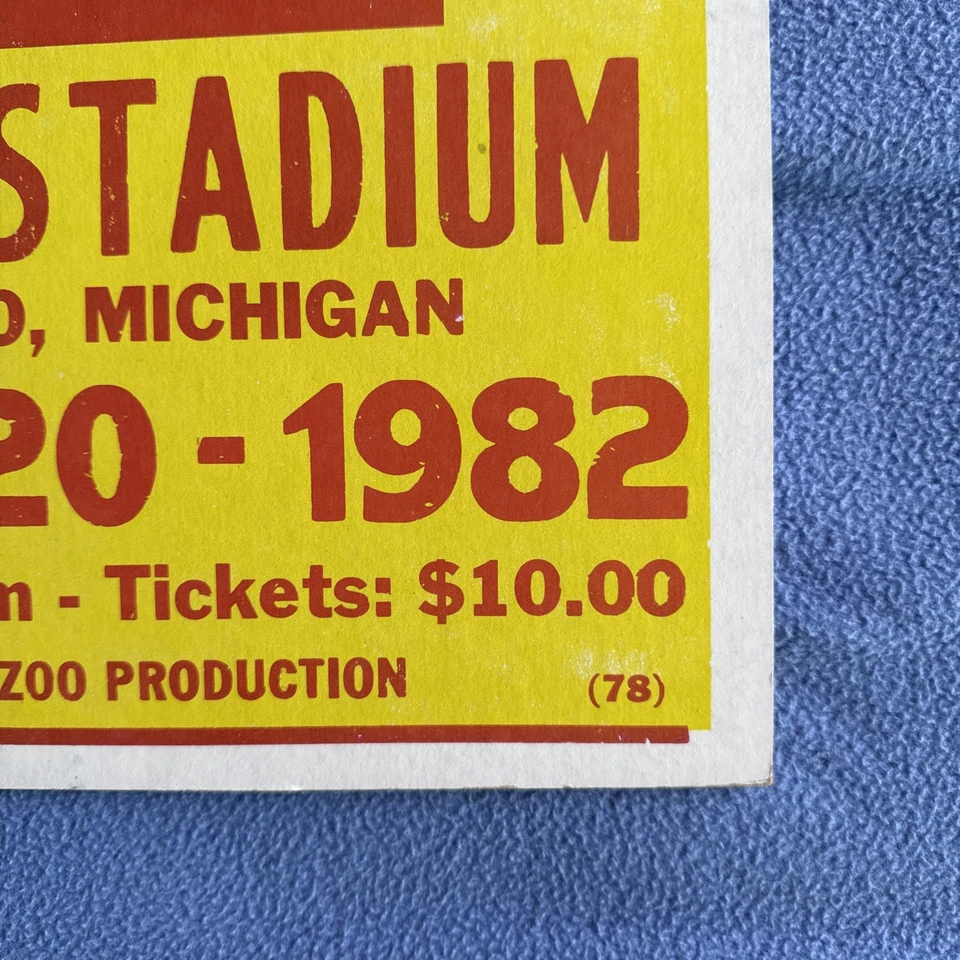 STADIUM
O, MICHIGAN
20 - 1982
m - Tickets: $10.00
ZOO PRODUCTION
(78)